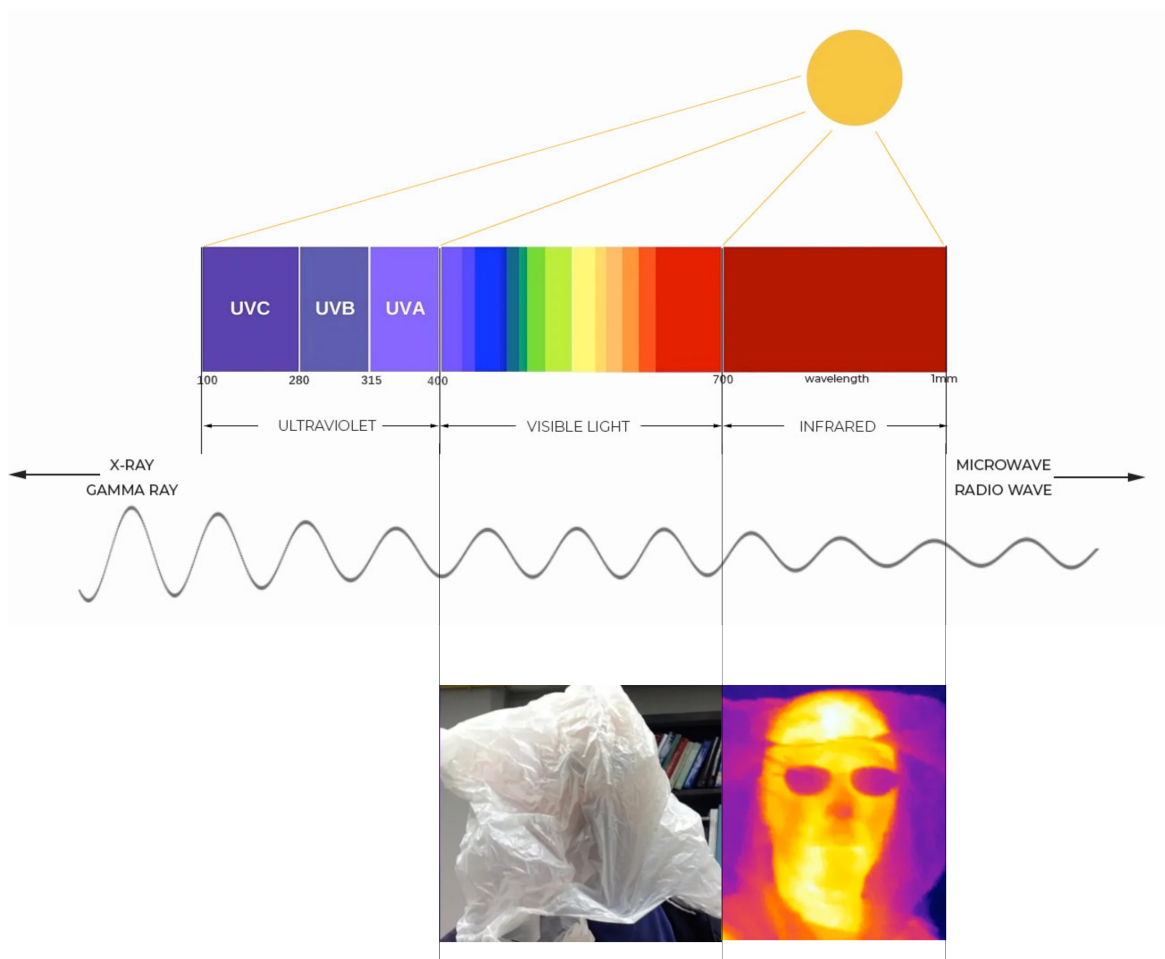 UVC UVB UVA
100 280 315 400 700 wavelength 1mm
ULTRAVIOLET VISIBLE LIGHT INFRARED
X-RAY
GAMMA RAY
MICROWAVE
RADIO WAVE